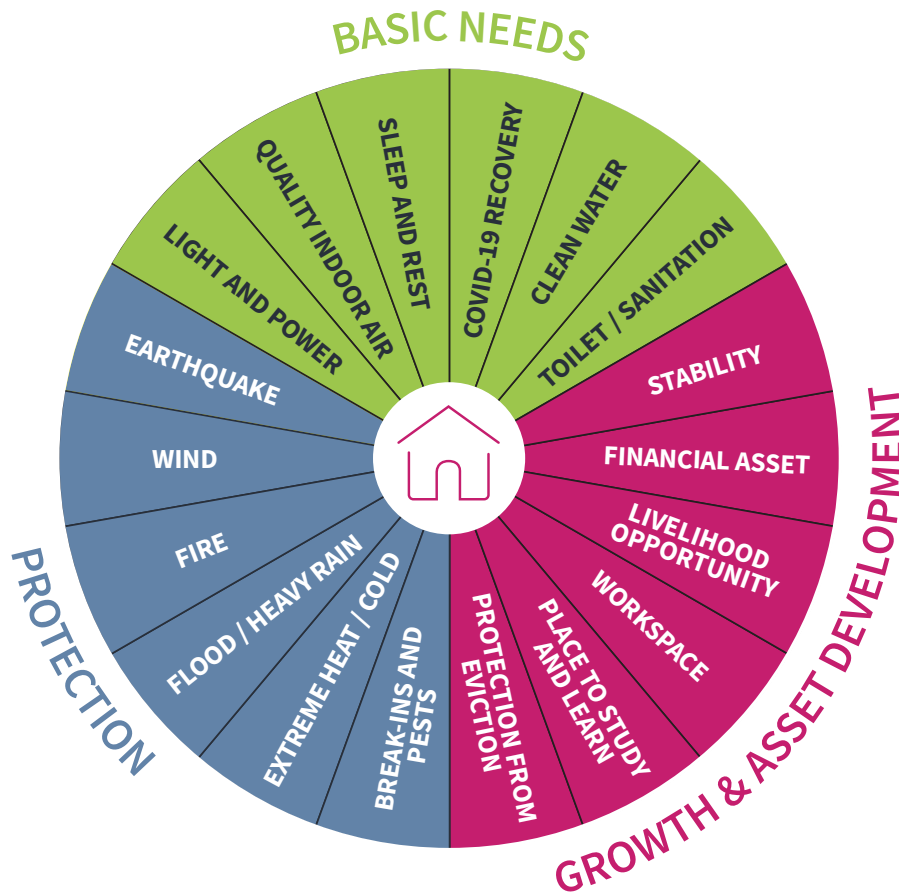 BASIC NEEDS
LIGHT AND POWER
QUALITY INDOOR AIR
SLEEP AND REST
COVID-19 RECOVERY
CLEAN WATER
TOILET / SANITATION
GROWTH & ASSET DEVELOPMENT
STABILITY
FINANCIAL ASSET
LIVELIHOOD
OPPORTUNITY
WORKSPACE
PLACE TO STUDY
AND LEARN
PROTECTION FROM
EVICTION
PROTECTION
EARTHQUAKE
WIND
FIRE
FLOOD / HEAVY RAIN
EXTREME HEAT / COLD
BREAK-INS AND
PESTS